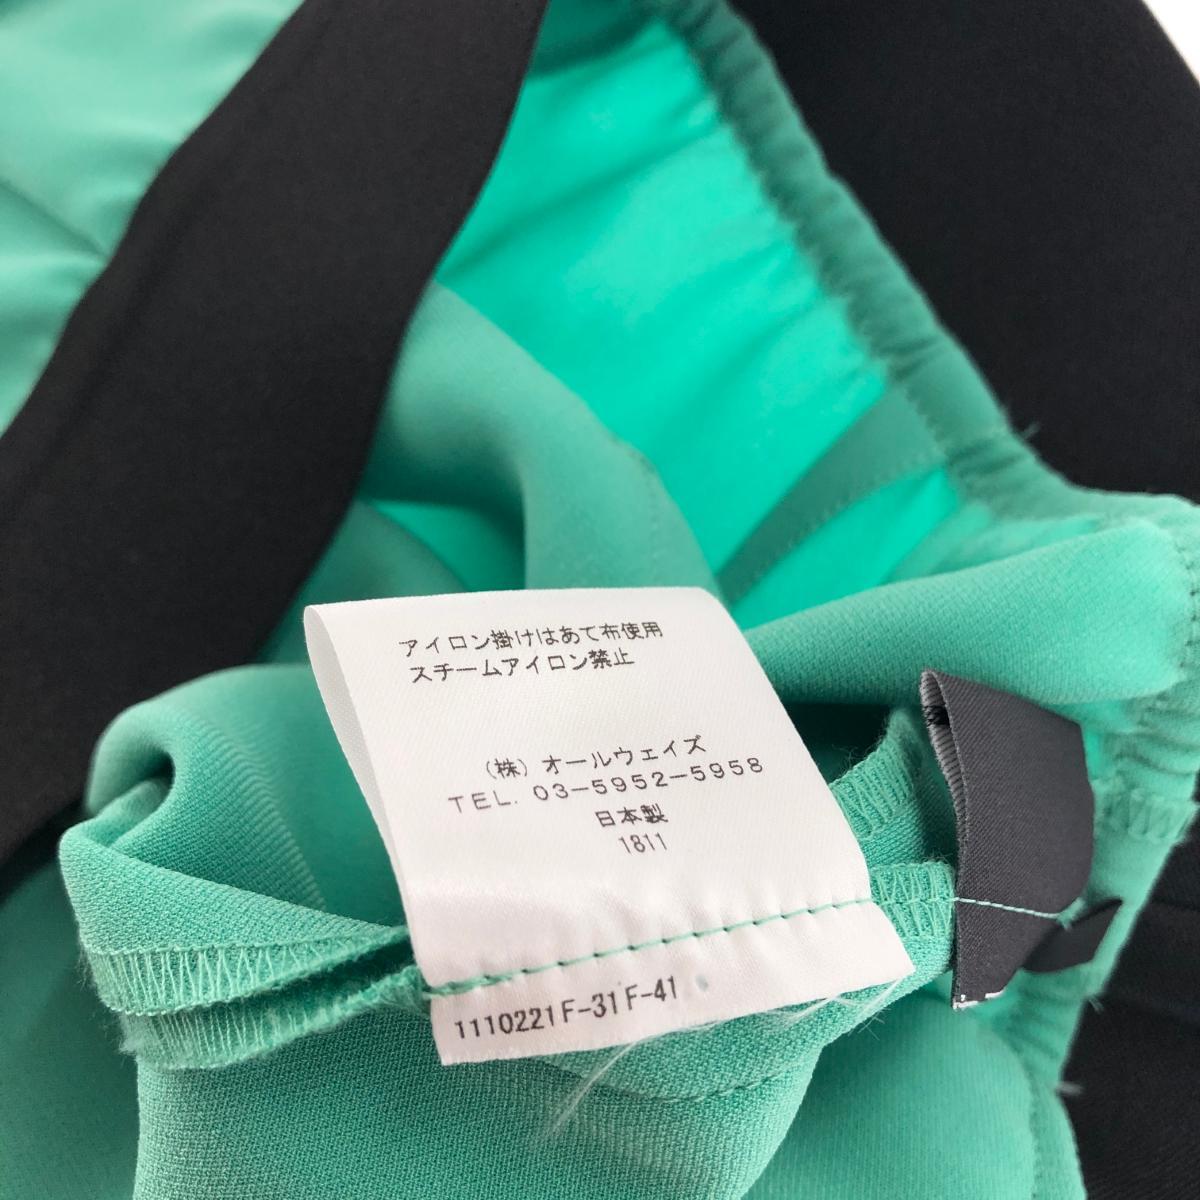 アイロン掛けはあて布使用
スチームアイロン禁止
（株）オールウェイズ
TEL. 03-5952-5958
日本製
1811
1110221F-31F-41